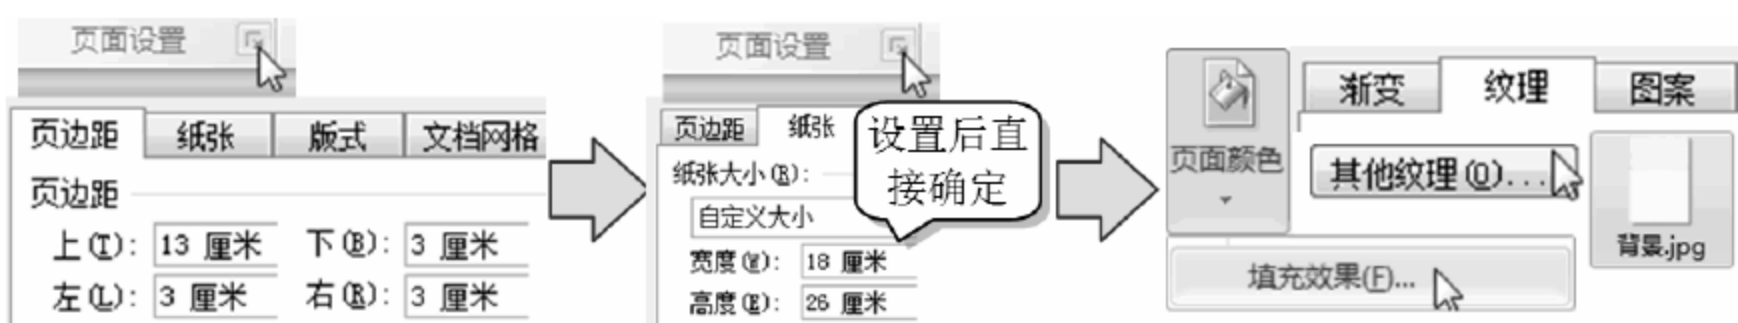 页面设置
页边距 纸张 版式 文档网格
页边距
上(T): 13 厘米 下(B): 3 厘米
左(L): 3 厘米 右(R): 3 厘米
页面设置
页边距 纸张
纸张大小(R):
自定义大小
宽度(W): 18 厘米
高度(E): 26 厘米
设置后直
接确定
页面颜色
渐变 纹理 图案
其他纹理(O)...
背景.jpg
填充效果(F)...